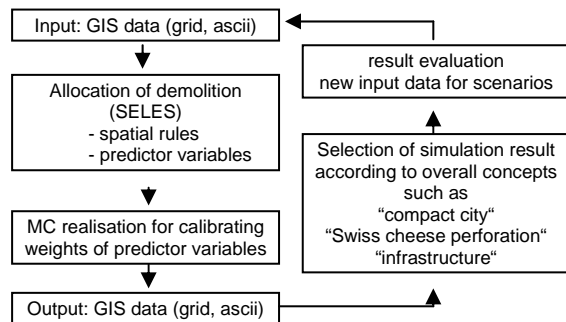 Input: GIS data (grid, ascii)
Allocation of demolition
(SELES)
- spatial rules
- predictor variables
MC realisation for calibrating
weights of predictor variables
Output: GIS data (grid, ascii)
result evaluation
new input data for scenarios
Selection of simulation result
according to overall concepts
such as
“compact city“
“Swiss cheese perforation“
“infrastructure“